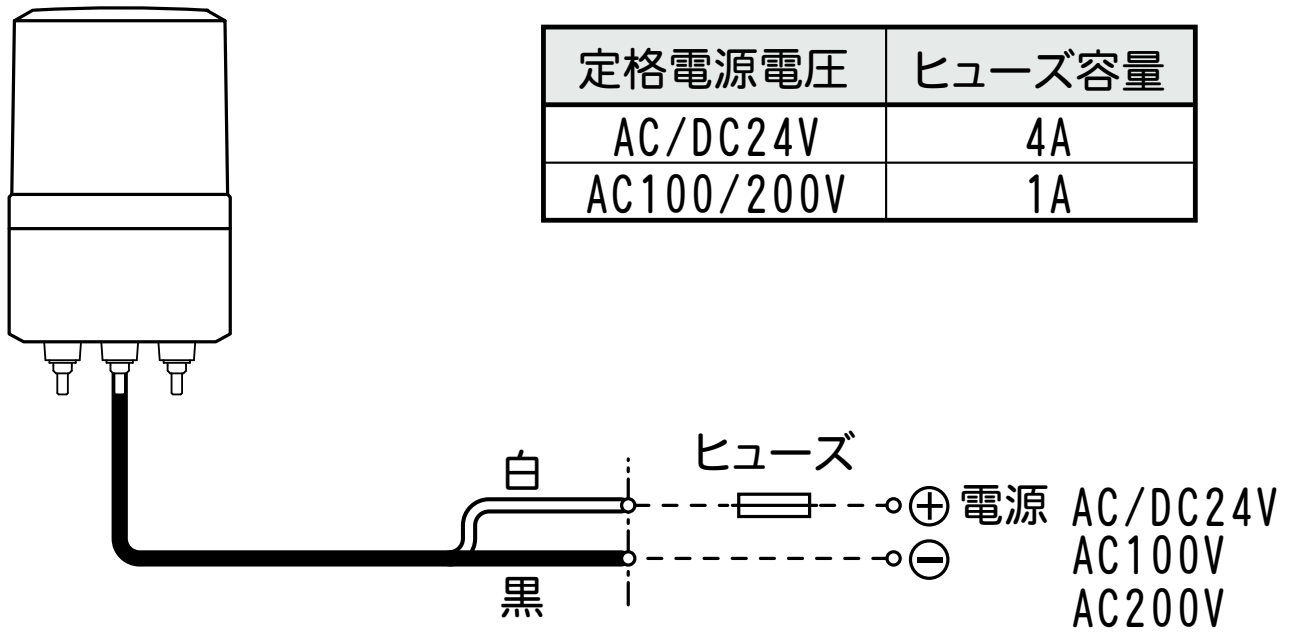 定格電源電圧 ヒューズ容量
AC/DC24V 4A
AC100/200V 1A
白
ヒューズ
⊕ 電源 AC/DC24V
⊖ AC100V
AC200V
黒